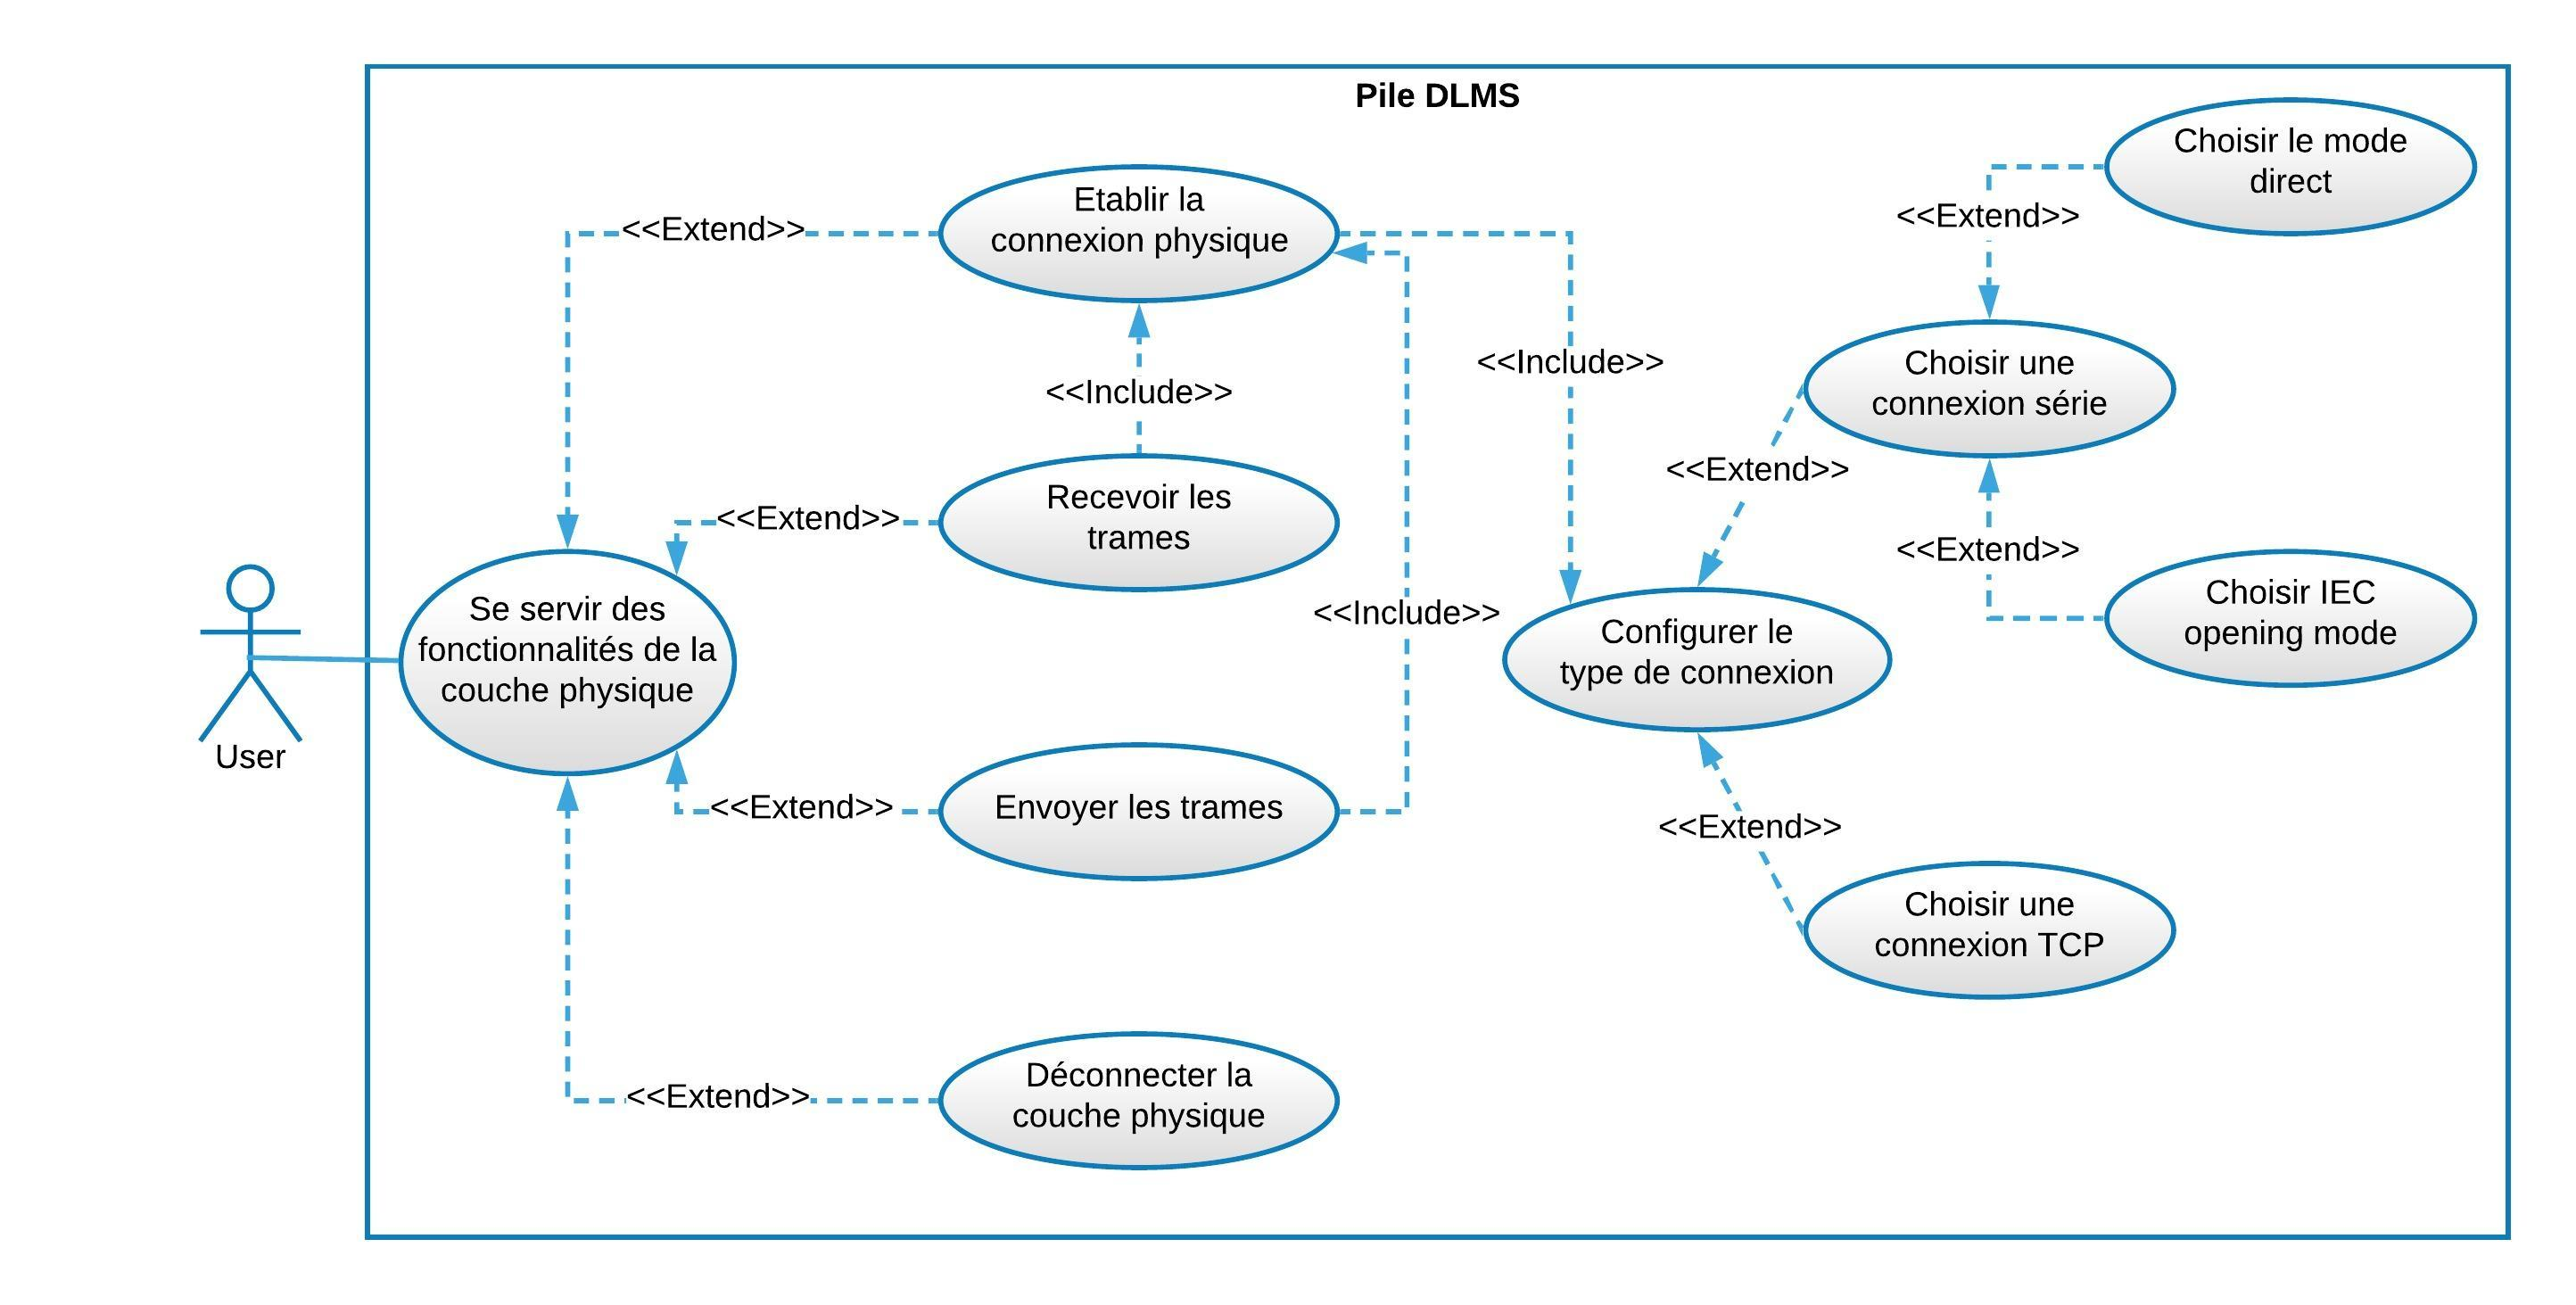 Pile DLMS
Choisir le mode
direct
Etablir la
connexion physique
<<Extend>>
<<Extend>>
<<Include>>
<<Include>>
Choisir une
connexion série
<<Extend>>
Recevoir les
trames
<<Extend>>
<<Extend>>
Choisir IEC
opening mode
Se servir des
fonctionnalités de la
couche physique
<<Include>>
Configurer le
type de connexion
User
<<Extend>>
Envoyer les trames
<<Extend>>
Choisir une
connexion TCP
Déconnecter la
couche physique
<<Extend>>